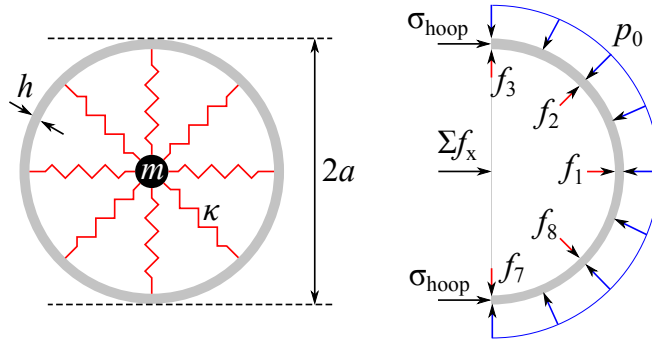 h
m
κ
2a
σhoop
p₀
f₃
f₂
Σfₓ
f₁
f₈
f₇
σhoop